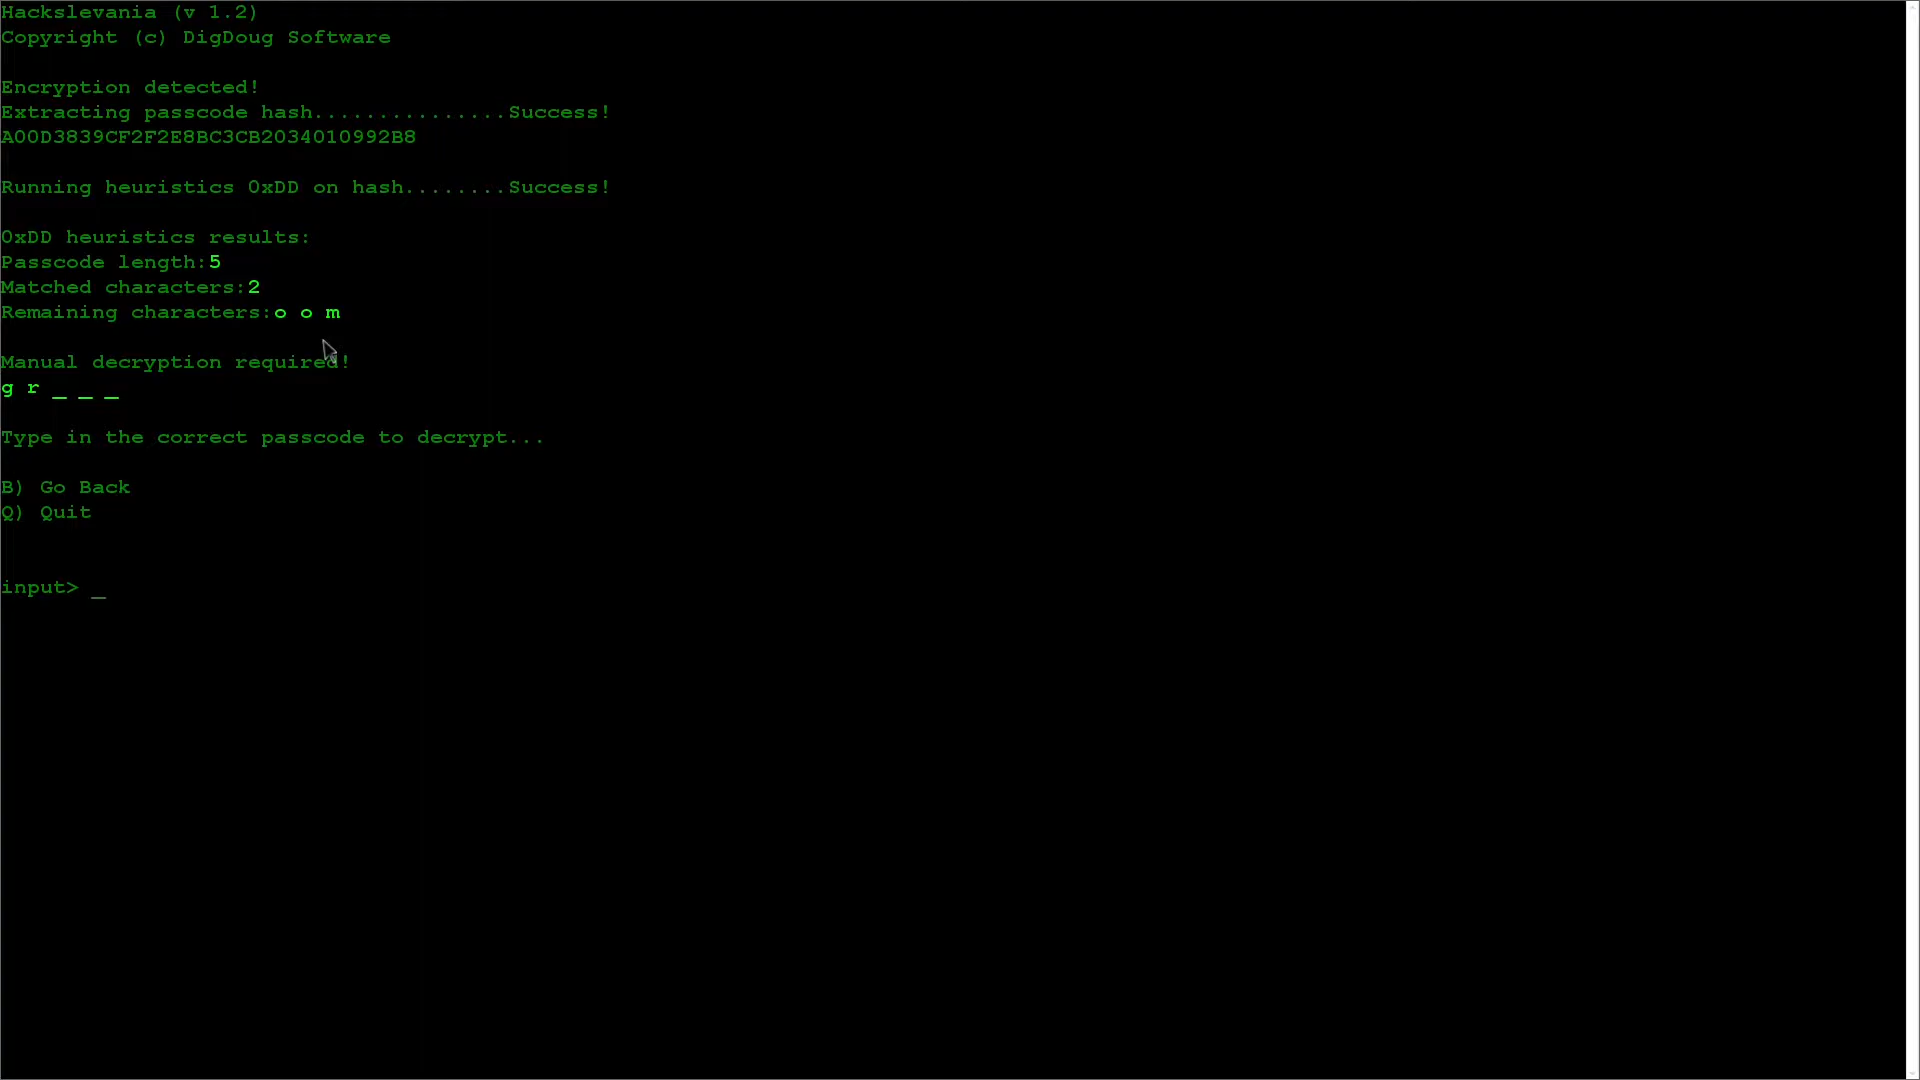 Hackslevania (v 1.2)
Copyright (c) DigDoug Software
Encryption detected!
Extracting passcode hash...............Success!
A00D3839CF2F2E8BC3CB2034010992B8
Running heuristics 0xDD on hash........Success!
0xDD heuristics results:
Passcode length:5
Matched characters:2
Remaining characters:o o m
Manual decryption required!
g r _ _ _
Type in the correct passcode to decrypt...
B) Go Back
Q) Quit
input> _